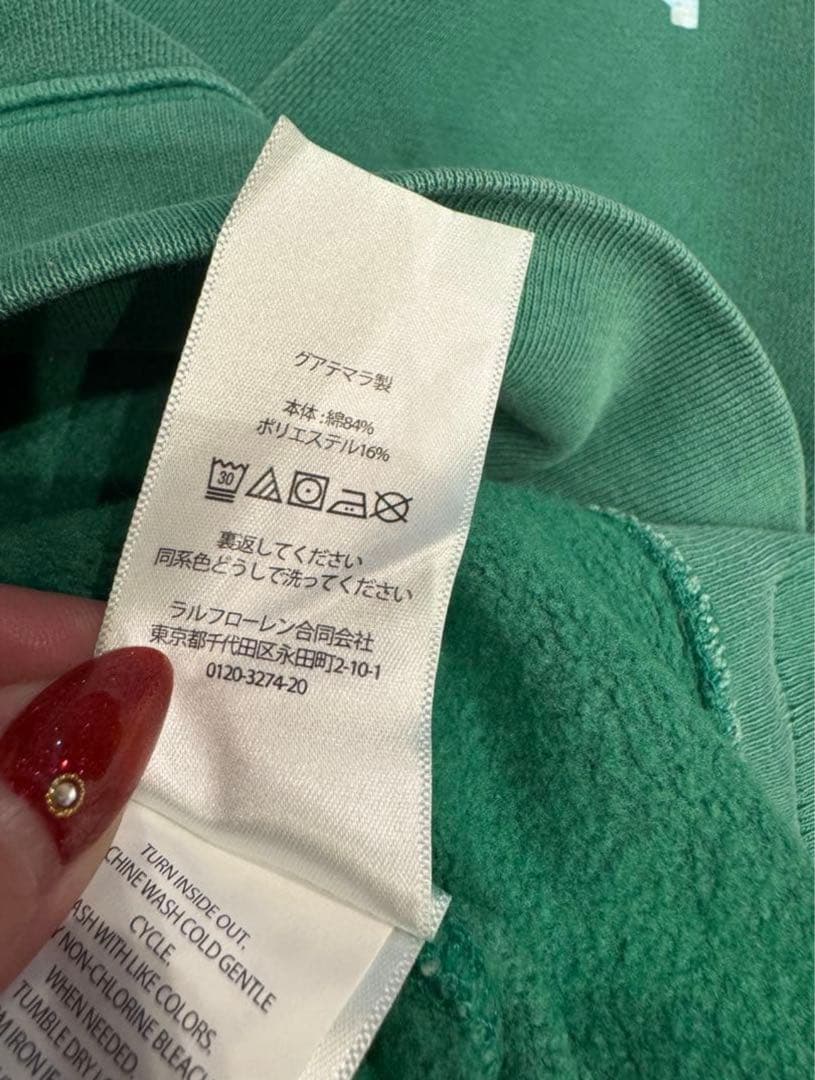 グアテマラ製
本体:綿84%
ポリエステル16%
30
裏返してください
同系色どうしで洗ってください
ラルフローレン合同会社
東京都千代田区永田町2-10-1
0120-3274-20
TURN INSIDE OUT.
CHINE WASH COLD GENTLE
CYCLE.
ASH WITH LIKE COLORS.
NON-CHLORINE BLEACH
WHEN NEEDED.
TUMBLE DRY
IRON